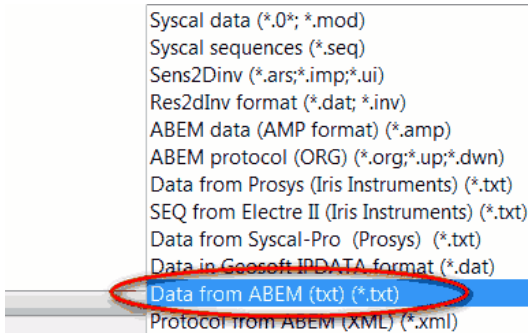 Syscal data (*.0*; *.mod)
Syscal sequences (*.seq)
Sens2Dinv (*.ars;*.imp;*.ui)
Res2dInv format (*.dat; *.inv)
ABEM data (AMP format) (*.amp)
ABEM protocol (ORG) (*.org;*.up;*.dwn)
Data from Prosys (Iris Instruments) (*.txt)
SEQ from Electre II (Iris Instruments) (*.txt)
Data from Syscal-Pro  (Prosys)  (*.txt)
Data in Geosoft IPDATA format (*.dat)
Data from ABEM (txt) (*.txt)
Protocol from ABEM (XML) (*.xml)